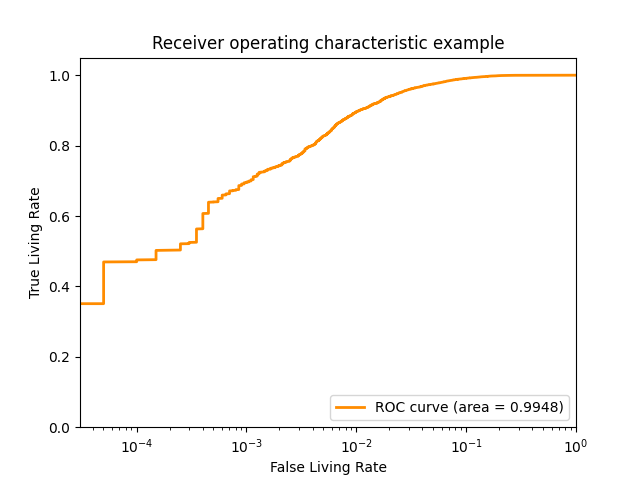 Receiver operating characteristic example
True Living Rate
1.0
0.8
0.6
0.4
0.2
0.0
10⁻⁴
10⁻³
10⁻²
10⁻¹
10⁰
False Living Rate
ROC curve (area = 0.9948)